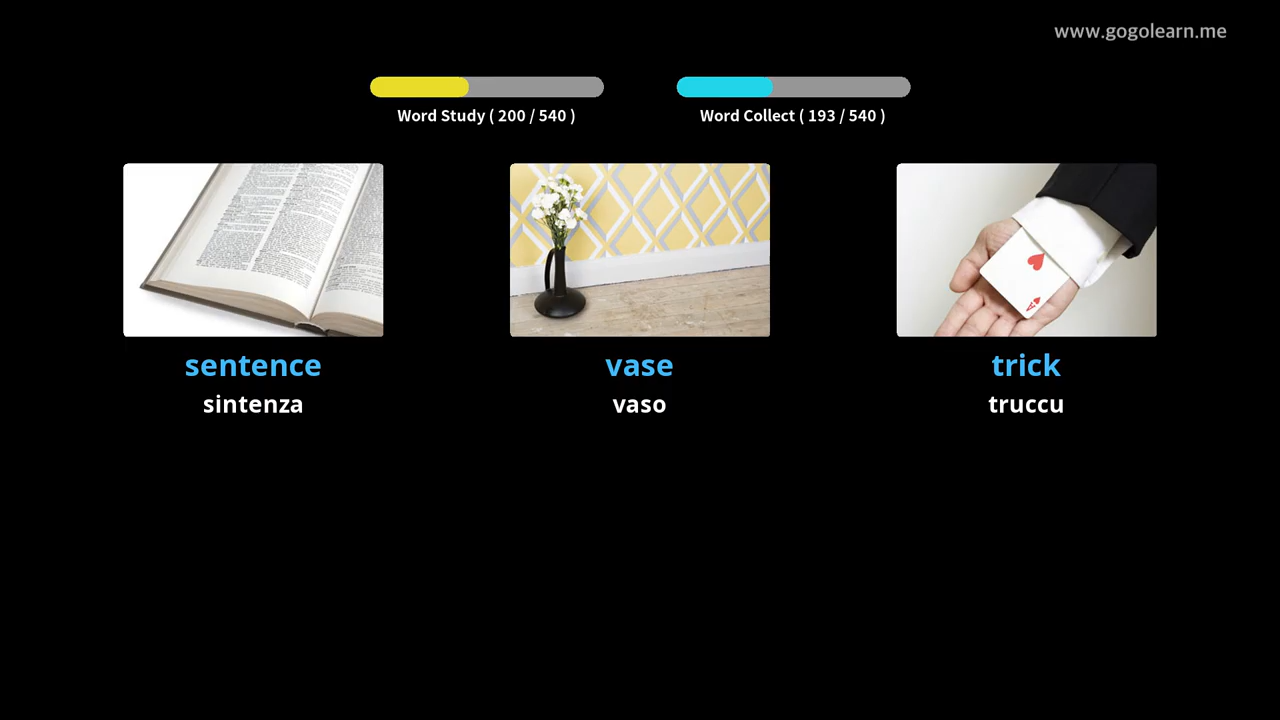 www.gogolearn.me
Word Study ( 200 / 540 )
Word Collect ( 193 / 540 )
sentence
sintenza
vase
vaso
trick
truccu